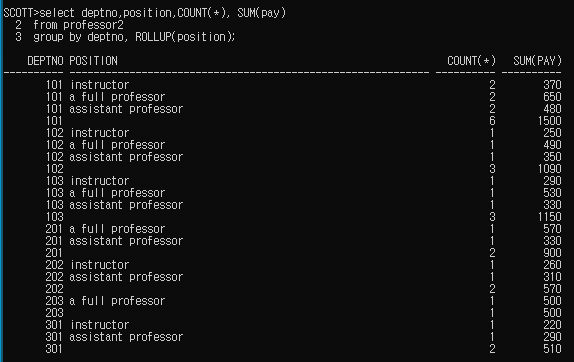 SCOTT>select deptno,position,COUNT(*), SUM(pay)
2 from professor2
3 group by deptno, ROLLUP(position);
DEPTNO POSITION COUNT(*) SUM(PAY)
---------- ------------------------------------------------------------ ---------- ----------
101 instructor 2 370
101 a full professor 2 650
101 assistant professor 2 480
101 6 1500
102 instructor 1 250
102 a full professor 1 490
102 assistant professor 1 350
102 3 1090
103 instructor 1 290
103 a full professor 1 530
103 assistant professor 1 330
103 3 1150
201 a full professor 1 570
201 assistant professor 1 330
201 2 900
202 instructor 1 260
202 assistant professor 1 310
202 2 570
203 a full professor 1 500
203 1 500
301 instructor 1 220
301 assistant professor 1 290
301 2 510